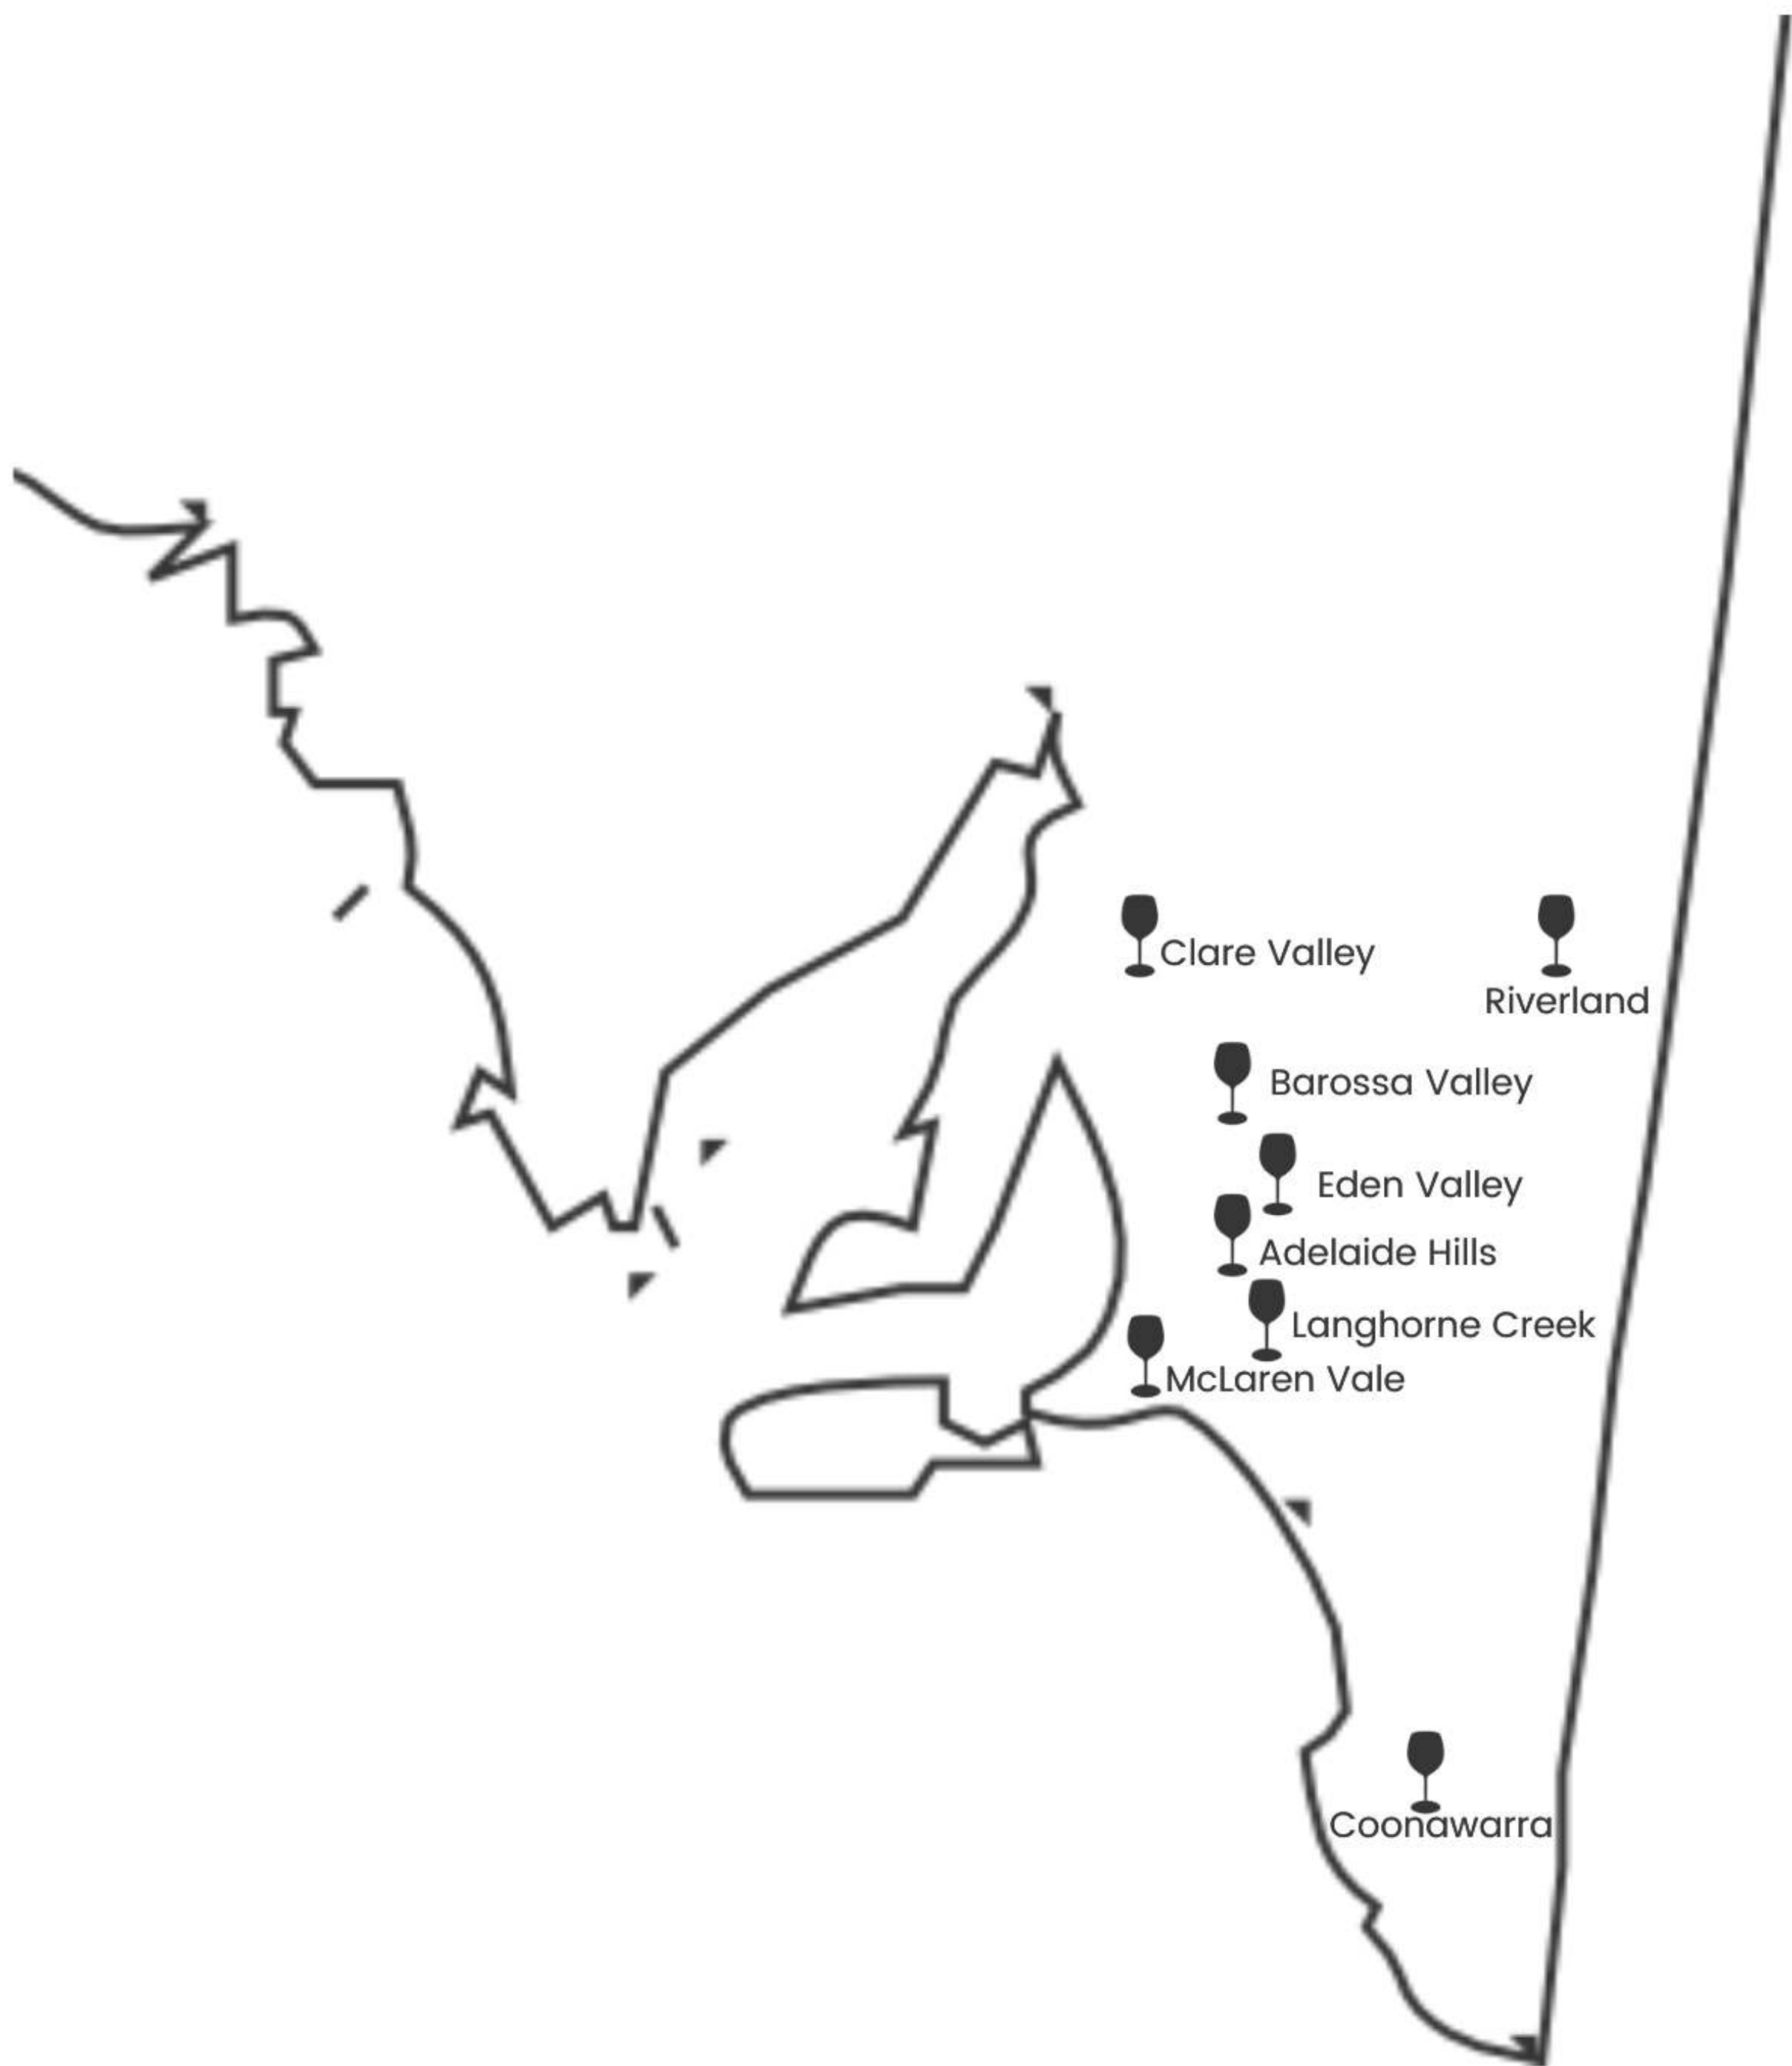 Clare Valley
Riverland
Barossa Valley
Eden Valley
Adelaide Hills
Langhorne Creek
McLaren Vale
Coonawarra